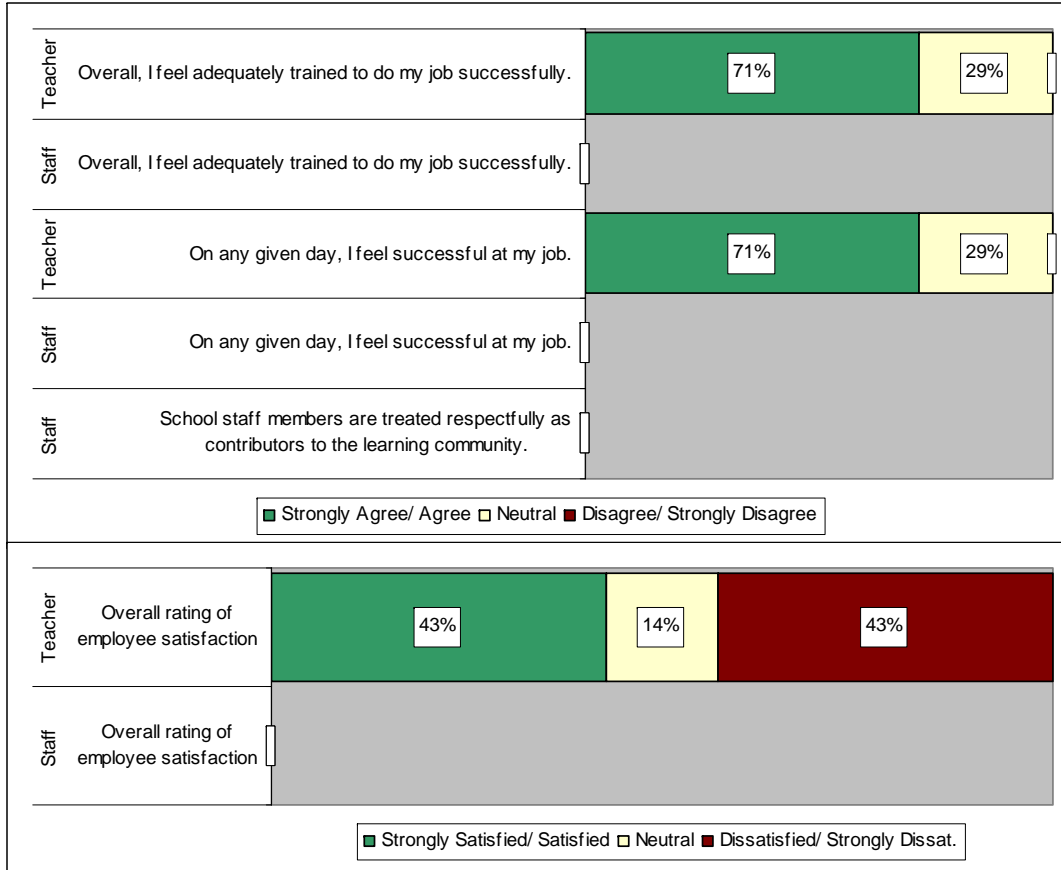 Teacher
Overall, I feel adequately trained to do my job successfully.
71%
29%
Staff
Overall, I feel adequately trained to do my job successfully.
Teacher
On any given day, I feel successful at my job.
71%
29%
Staff
On any given day, I feel successful at my job.
Staff
School staff members are treated respectfully as
contributors to the learning community.
Strongly Agree/ Agree Neutral Disagree/ Strongly Disagree
Teacher
Overall rating of
employee satisfaction
43%
14%
43%
Staff
Overall rating of
employee satisfaction
Strongly Satisfied/ Satisfied Neutral Dissatisfied/ Strongly Dissat.